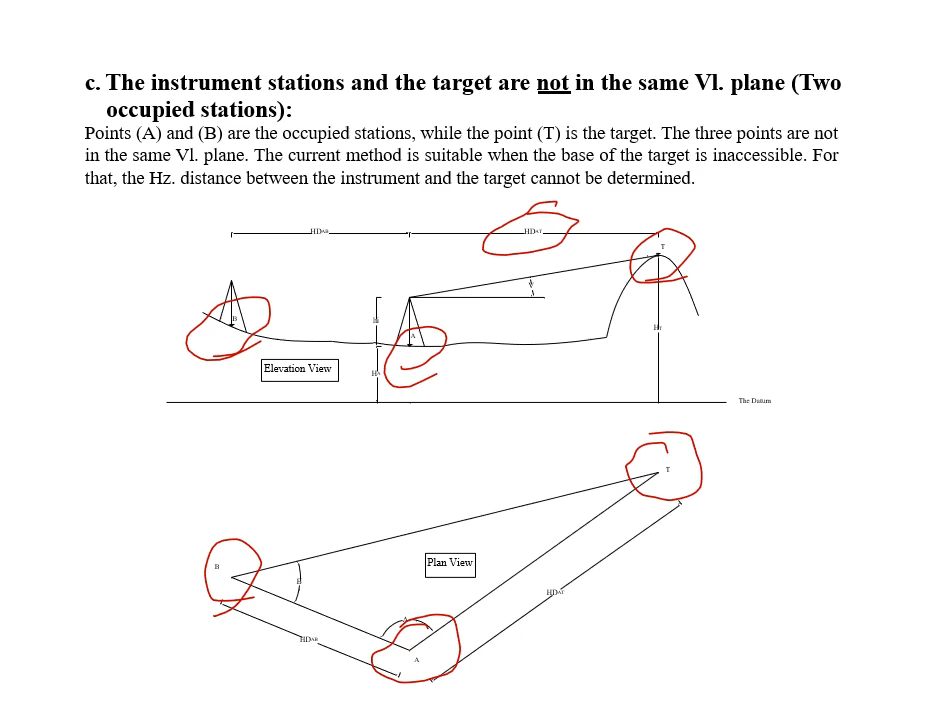 c. The instrument stations and the target are not in the same Vl. plane (Two
occupied stations):
Points (A) and (B) are the occupied stations, while the point (T) is the target. The three points are not
in the same Vl. plane. The current method is suitable when the base of the target is inaccessible. For
that, the Hz. distance between the instrument and the target cannot be determined.
HDAB
HDAT
T
B
A
HT
Elevation View
The Datum
T
Plan View
B
B
HDAT
A
HDAB
A